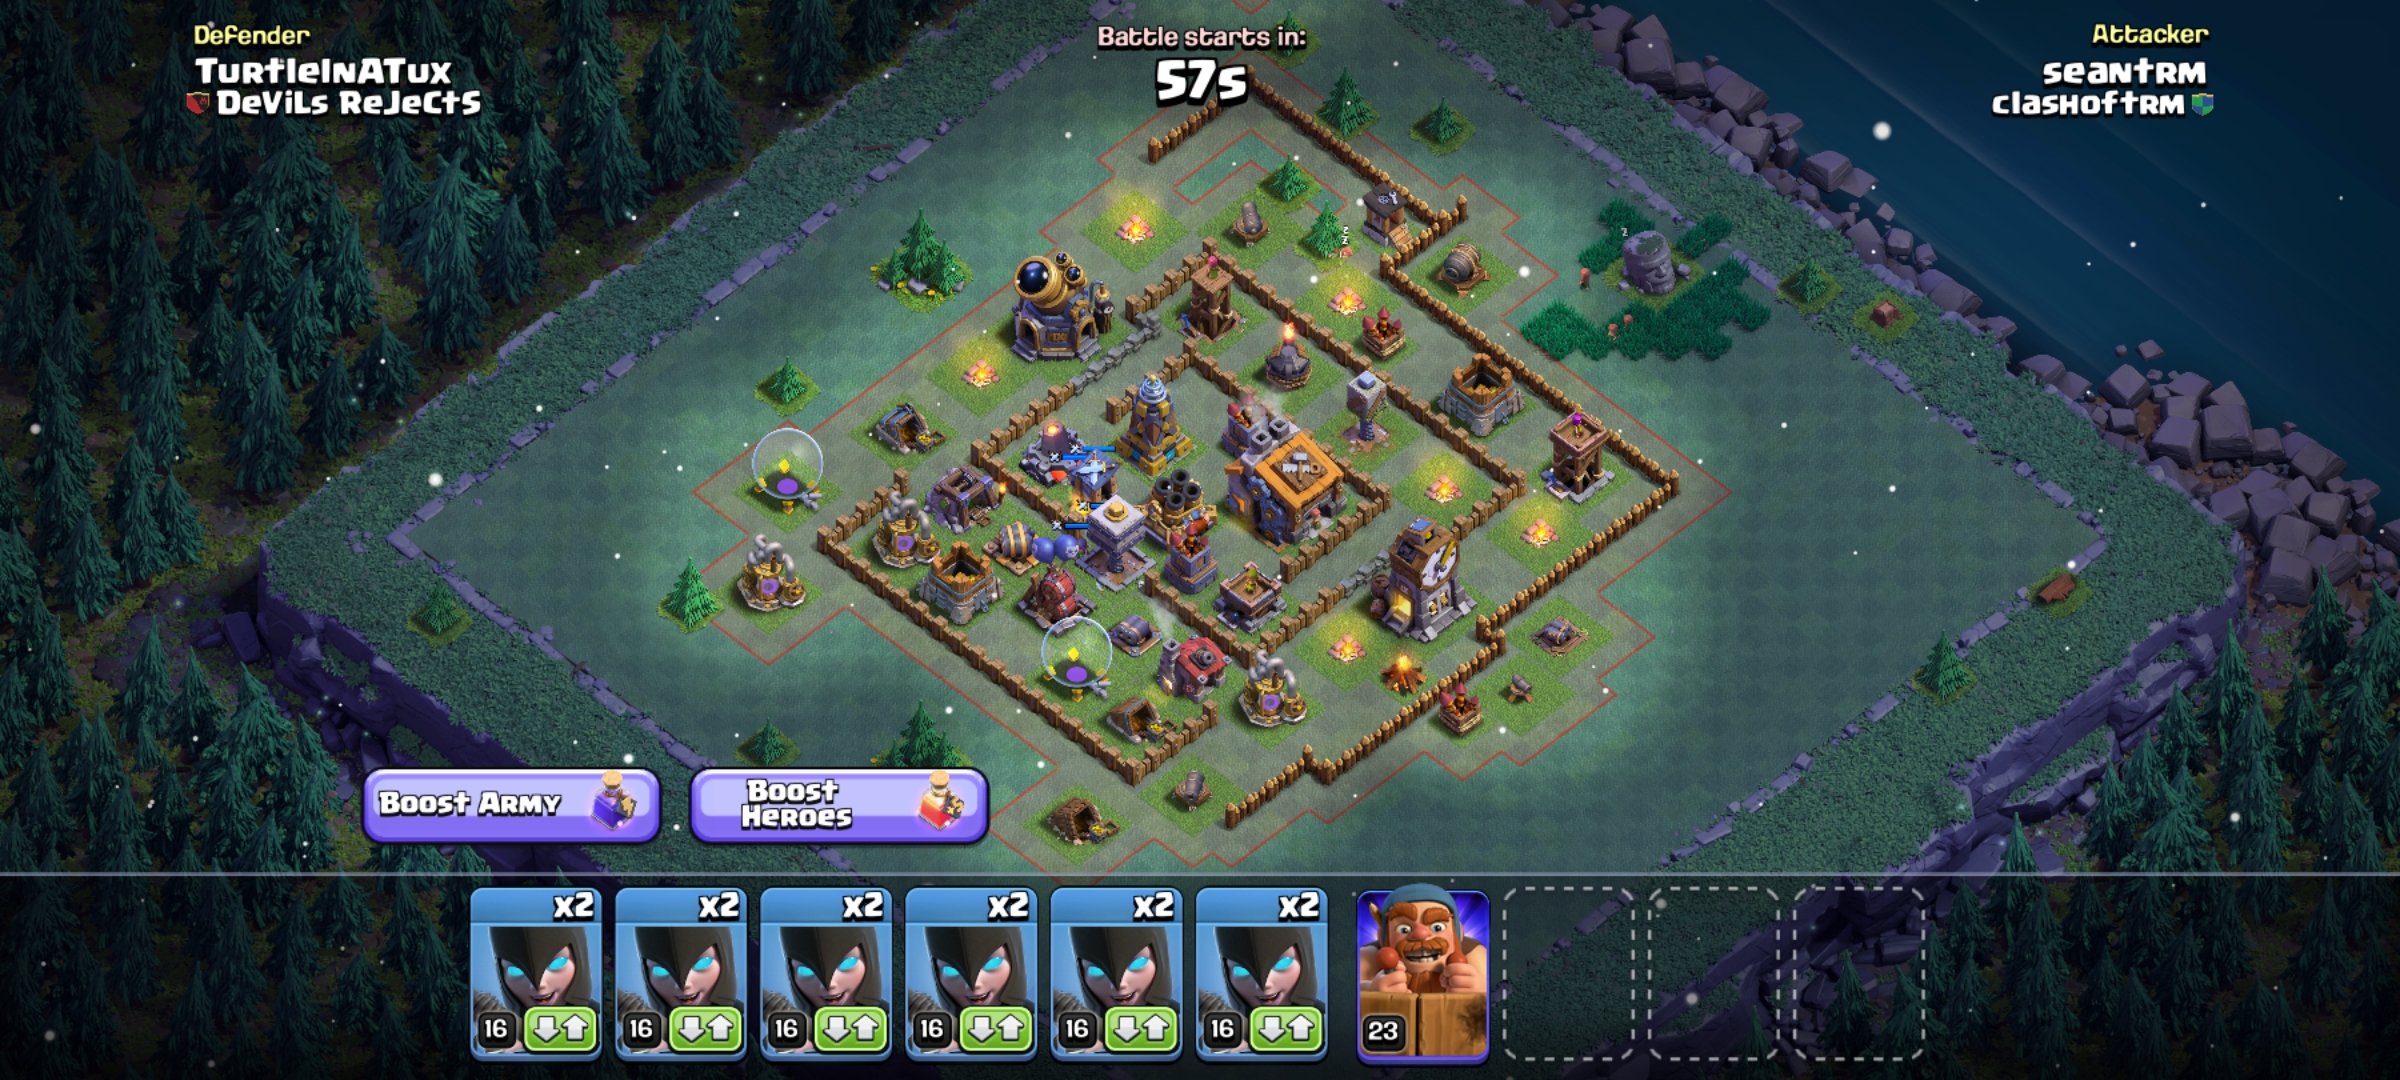 Defender
TurtleInATux
DeViLs ReJeCtS
Battle starts in:
57s
Attacker
seantRM
clashoftRM
z
z
z
Boost Army
Boost
Heroes
x2
x2
x2
x2
x2
x2
16
16
16
16
16
16
23